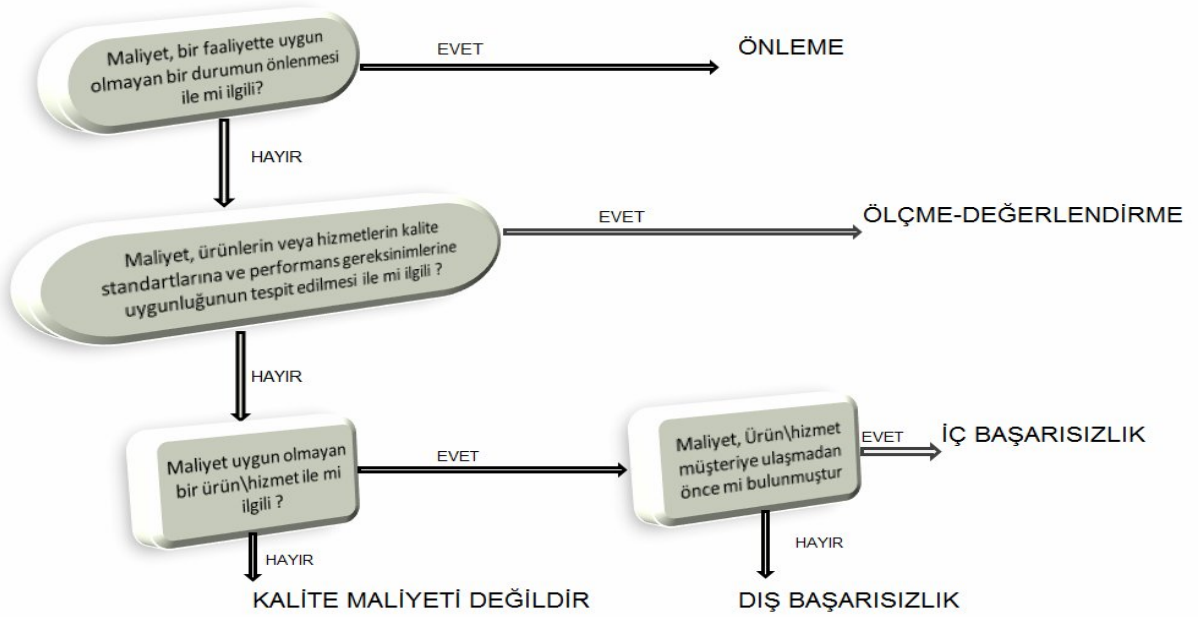 Maliyet, bir faaliyette uygun
olmayan bir durumun önlenmesi
ile mi ilgili?
EVET
ÖNLEME
HAYIR
Maliyet, ürünlerin veya hizmetlerin kalite
standartlarına ve performans gereksinimlerine
uygunluğunun tespit edilmesi ile mi ilgili ?
EVET
ÖLÇME-DEĞERLENDİRME
HAYIR
Maliyet uygun olmayan
bir ürün\hizmet ile mi
ilgili ?
EVET
Maliyet, Ürün\hizmet
müşteriye ulaşmadan
önce mi bulunmuştur
EVET
İÇ BAŞARISIZLIK
HAYIR
KALİTE MALİYETİ DEĞİLDİR
HAYIR
DIŞ BAŞARISIZLIK